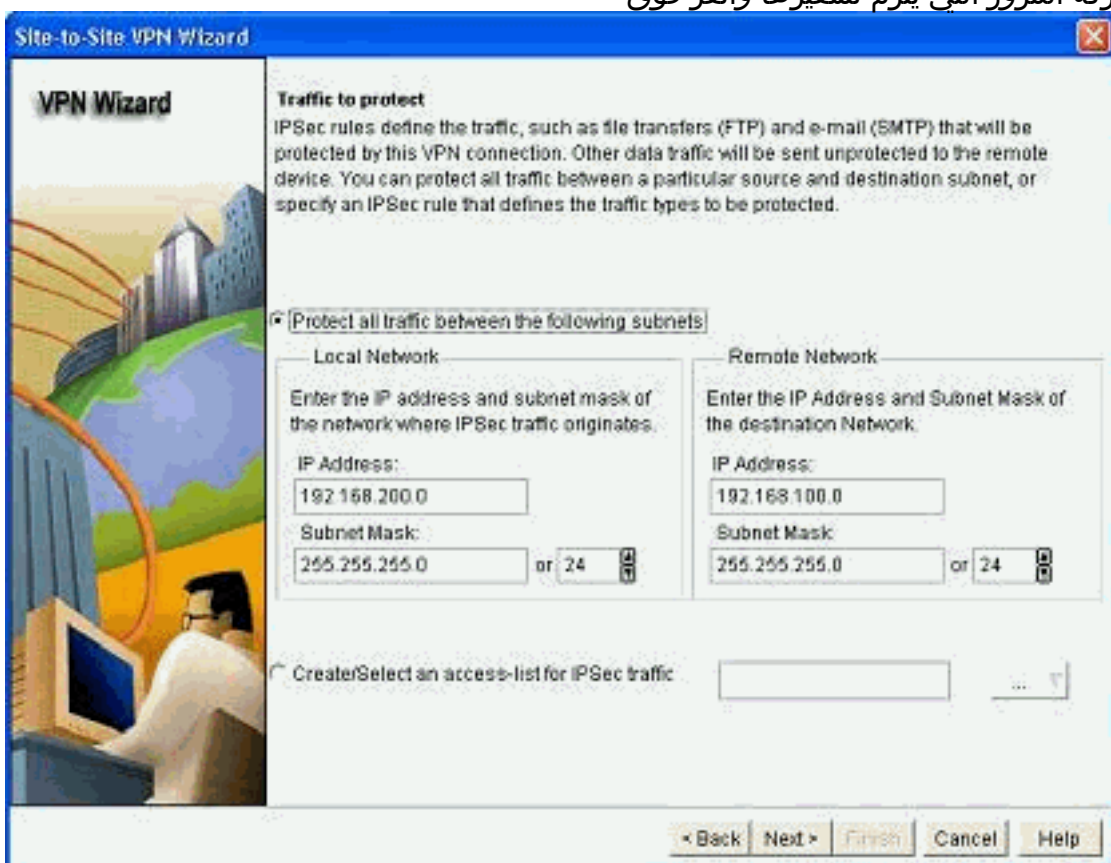 حركة المرور التي يلزم تشفيرها وانقر فوق
Site-to-Site VPN Wizard
VPN Wizard
Traffic to protect
IPSec rules define the traffic, such as file transfers (FTP) and e-mail (SMTP) that will be
protected by this VPN connection. Other data traffic will be sent unprotected to the remote
device. You can protect all traffic between a particular source and destination subnet, or
specify an IPSec rule that defines the traffic types to be protected.
Protect all traffic between the following subnets
Local Network
Enter the IP address and subnet mask of
the network where IPSec traffic originates.
IP Address:
192.168.200.0
Subnet Mask:
255.255.255.0 or 24
Remote Network
Enter the IP Address and Subnet Mask of
the destination Network.
IP Address:
192.168.100.0
Subnet Mask:
255.255.255.0 or 24
Create/Select an access-list for IPSec traffic
...
< Back Next > Finish Cancel Help